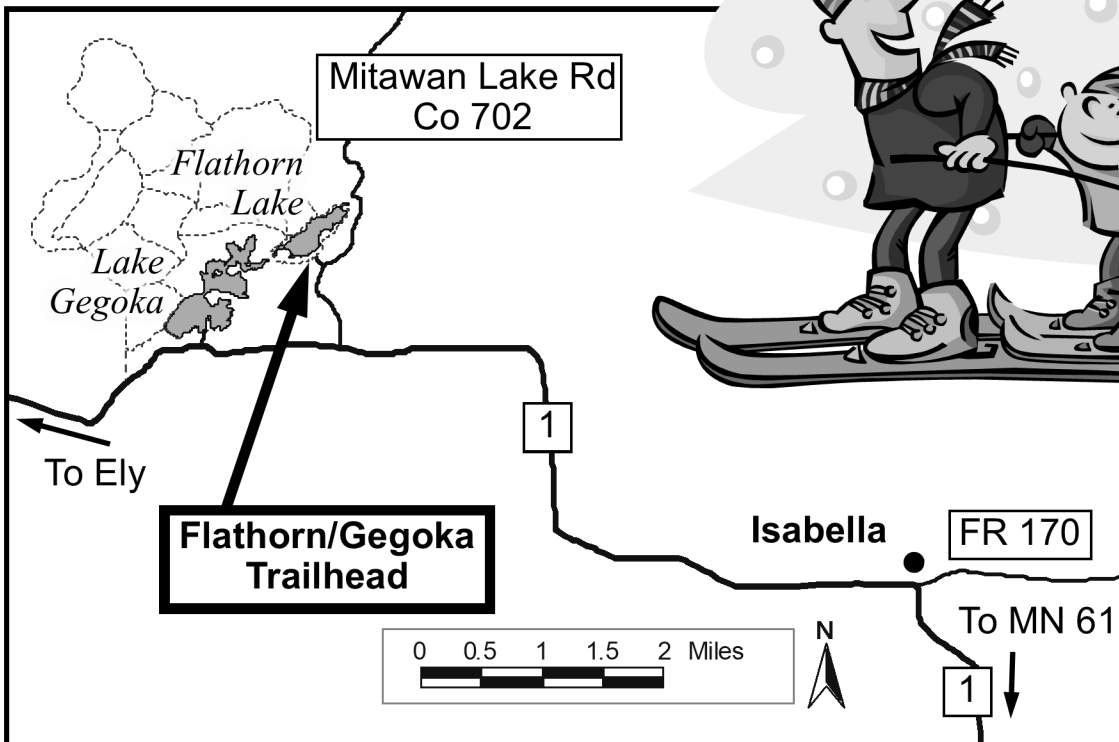 Mitawan Lake Rd
Co 702
Flathorn
Lake
Lake
Gegoka
1
To Ely
Flathorn/Gegoka
Trailhead
Isabella
FR 170
To MN 61
0 0.5 1 1.5 2 Miles
N
1